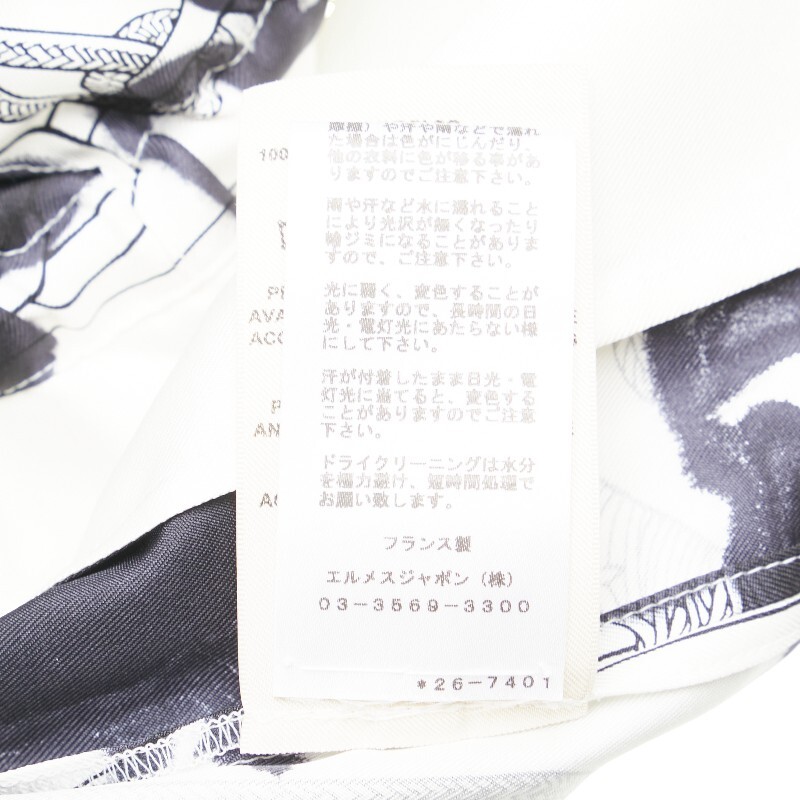 摩擦）や汗や雨などで濡れ
た場合は色がにじんだり、
他の衣料に色が移る事があ
りますのでご注意下さい。
雨や汗など水に濡れること
により光沢が無くなったり
輪ジミになることがありま
すので、ご注意下さい。
光に弱く、変色することが
ありますので、長時間の日
光・電灯光にあたらない様
にして下さい。
汗が付着したまま日光・電
灯光に当てると、変色する
ことがありますのでご注意
下さい。
ドライクリーニングは水分
を極力避け、短時間処理で
お願い致します。
フランス製
エルメスジャポン（株）
03-3569-3300
*26-7401
100
AVA
ACC
AN